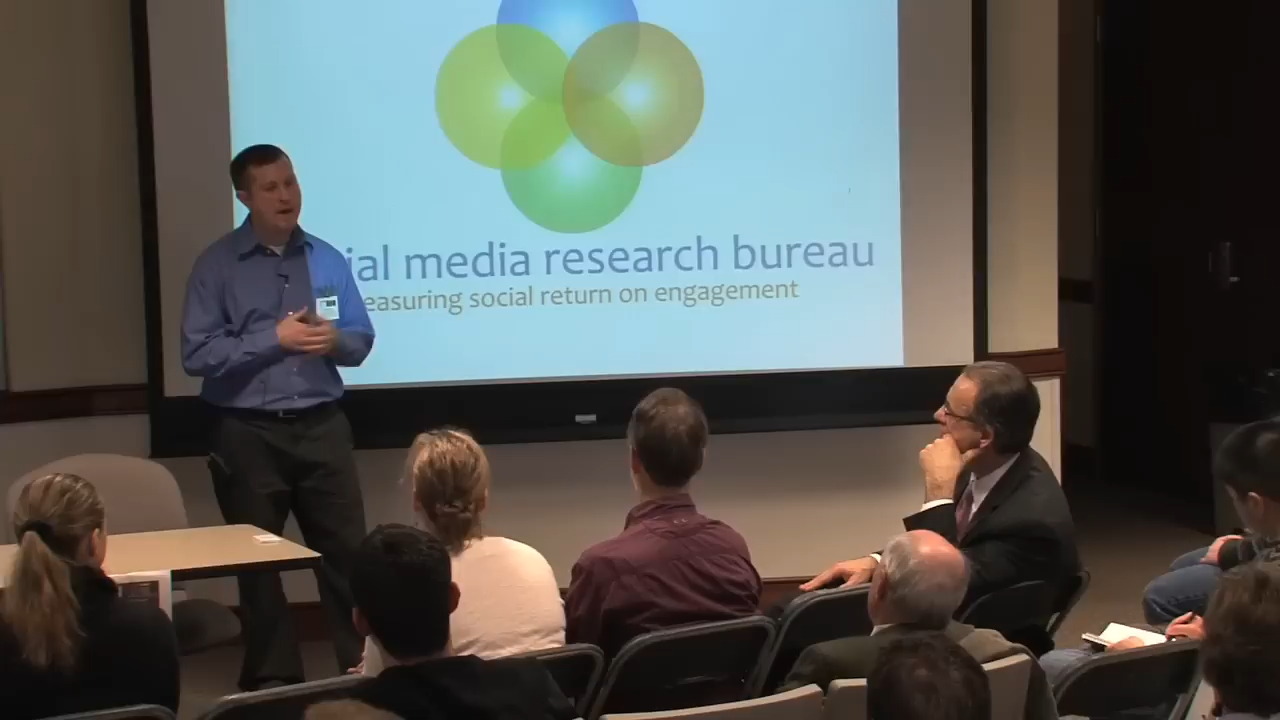 ial media research bureau
easuring social return on engagement